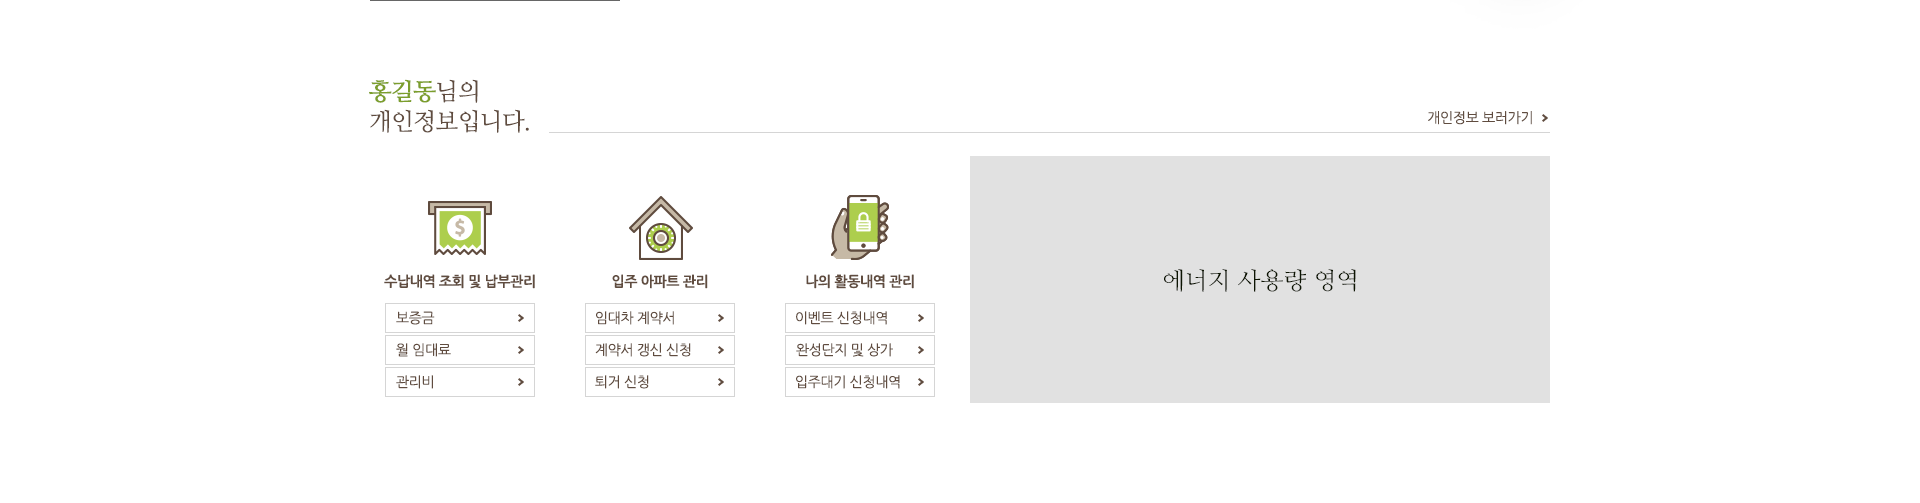 홍길동님의
개인정보입니다.
개인정보 보러가기
$
수납내역 조회 및 납부관리
보증금
월 임대료
관리비
입주 아파트 관리
임대차 계약서
계약서 갱신 신청
퇴거 신청
나의 활동내역 관리
이벤트 신청내역
완성단지 및 상가
입주대기 신청내역
에너지 사용량 영역